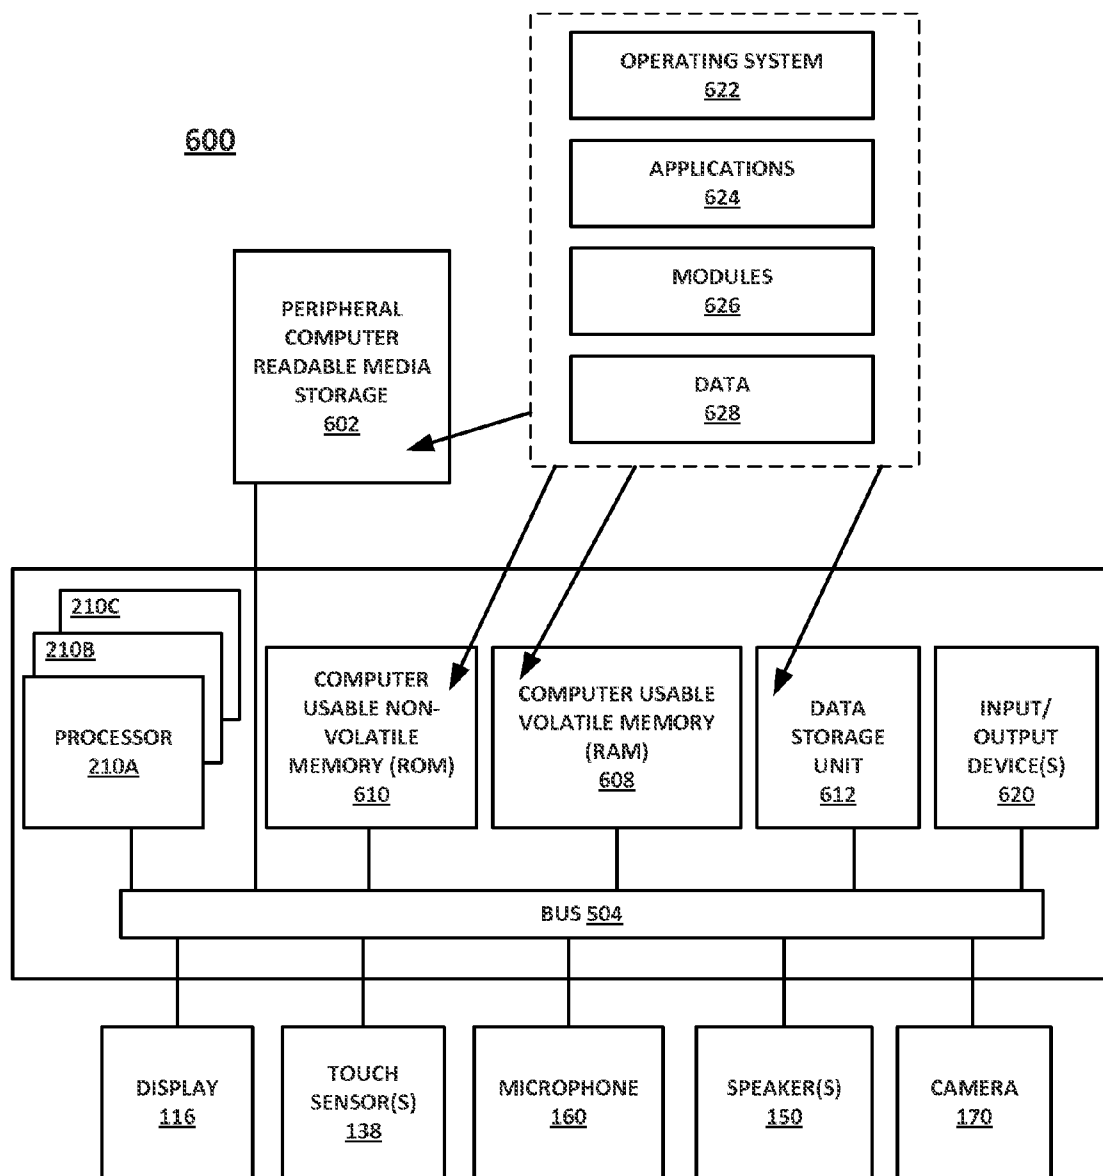 600
OPERATING SYSTEM
622
APPLICATIONS
624
MODULES
626
DATA
628
PERIPHERAL
COMPUTER
READABLE MEDIA
STORAGE
602
210C
210B
PROCESSOR
210A
COMPUTER
USABLE NON-
VOLATILE
MEMORY (ROM)
610
COMPUTER USABLE
VOLATILE MEMORY
(RAM)
608
DATA
STORAGE
UNIT
612
INPUT/
OUTPUT
DEVICE(S)
620
BUS 504
DISPLAY
116
TOUCH
SENSOR(S)
138
MICROPHONE
160
SPEAKER(S)
150
CAMERA
170